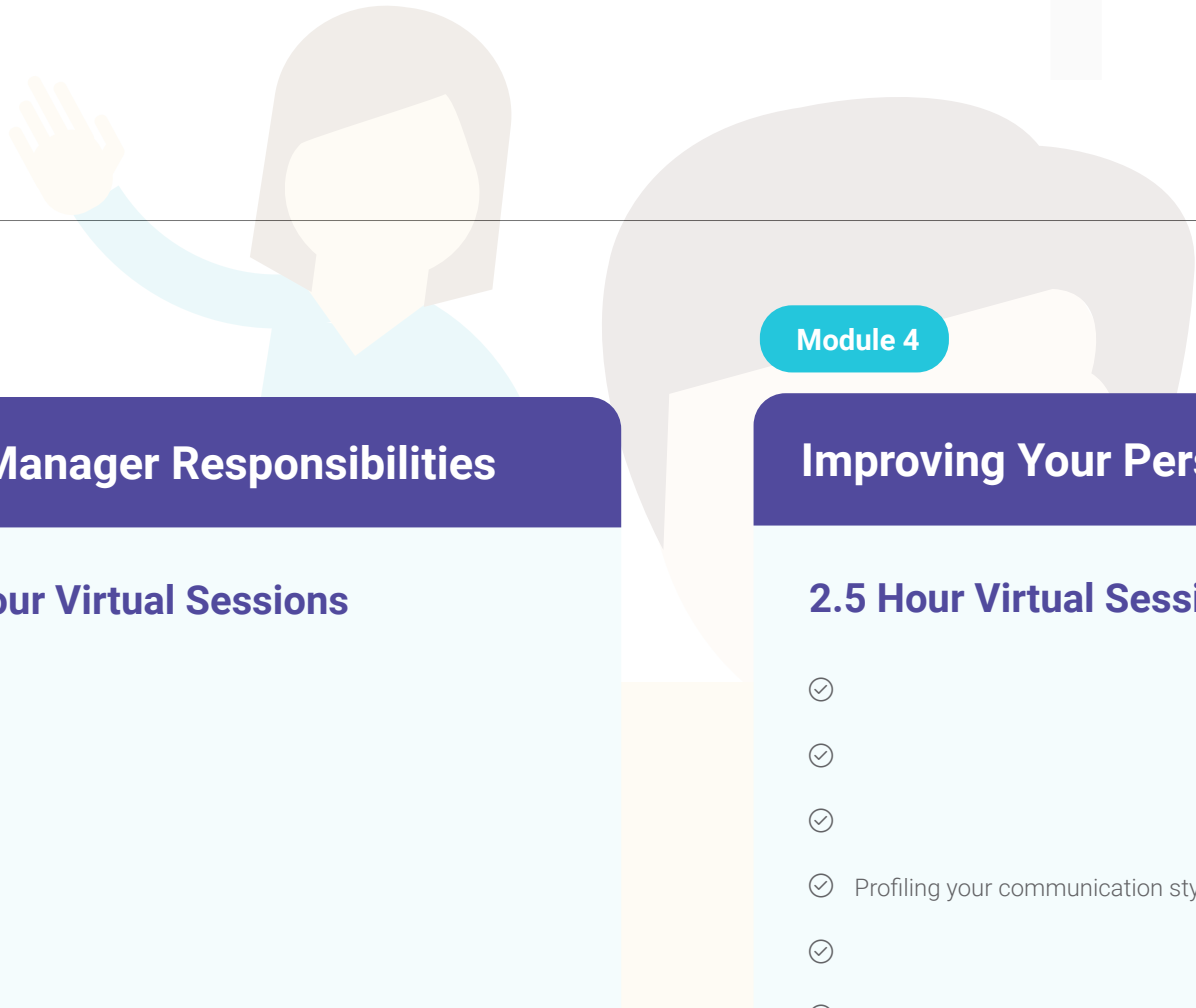 Module 4
Manager Responsibilities
Improving Your Pers
our Virtual Sessions
2.5 Hour Virtual Sessi
Profiling your communication sty